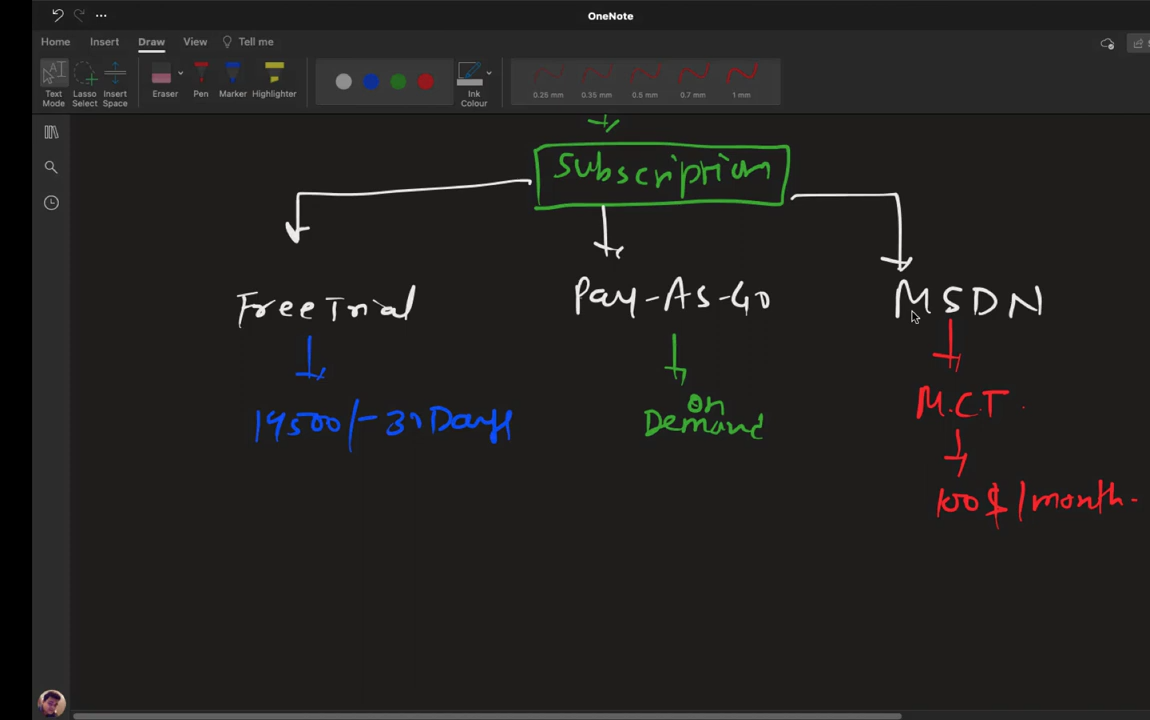 OneNote
Home Insert Draw View Tell me
Text Mode
Lasso Select
Insert Space
Eraser
Pen
Marker
Highlighter
Ink Colour
0.25 mm
0.35 mm
0.5 mm
0.7 mm
1 mm
Subscription
Free Trial
Pay-As-Go
MSDN
19500/- 30 Days
On
Demand
M.C.T.
100$/month-